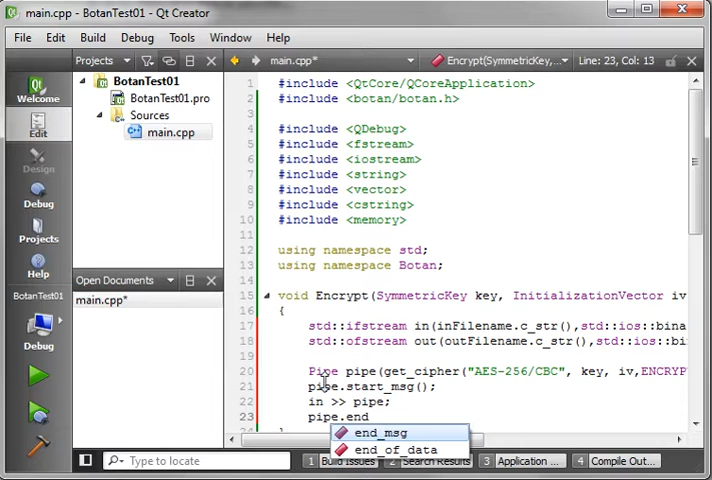 main.cpp - BotanTest01 - Qt Creator
File Edit View Build Debug Tools Window Help
Projects main.cpp* Encrypt(SymmetricKey,... Line: 23, Col: 13
Welcome
Edit
Design
Debug
Projects
Help
BotanTest01
Debug
BotanTest01
BotanTest01.pro
Sources
main.cpp
Open Documents
main.cpp*
1 #include <QtCore/QCoreApplication>
2 #include <botan/botan.h>
3
4 #include <QDebug>
5 #include <fstream>
6 #include <iostream>
7 #include <string>
8 #include <vector>
9 #include <cstring>
10 #include <memory>
11
12 using namespace std;
13 using namespace Botan;
14
15 void Encrypt(SymmetricKey key, InitializationVector iv
16 {
17 std::ifstream in(inFilename.c_str(),std::ios::bina
18 std::ofstream out(outFilename.c_str(),std::ios::bi
19
20 Pipe pipe(get_cipher("AES-256/CBC", key, iv,ENCRYP
21 pipe.start_msg();
22 in >> pipe;
23 pipe.end
end_msg
end_of_data
Type to locate 1 Build Issues 2 Search Results 3 Application ... 4 Compile Out...